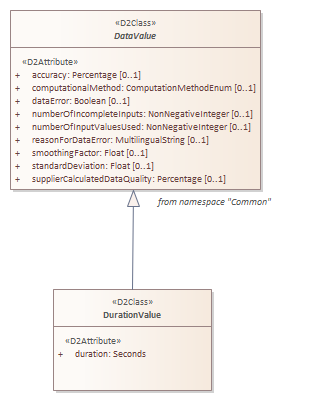 «D2Class»
DataValue
«D2Attribute»
+ accuracy: Percentage [0..1]
+ computationalMethod: ComputationMethodEnum [0..1]
+ dataError: Boolean [0..1]
+ numberOfIncompleteInputs: NonNegativeInteger [0..1]
+ numberOfInputValuesUsed: NonNegativeInteger [0..1]
+ reasonForDataError: MultilingualString [0..1]
+ smoothingFactor: Float [0..1]
+ standardDeviation: Float [0..1]
+ supplierCalculatedDataQuality: Percentage [0..1]
from namespace "Common"
«D2Class»
DurationValue
«D2Attribute»
+ duration: Seconds